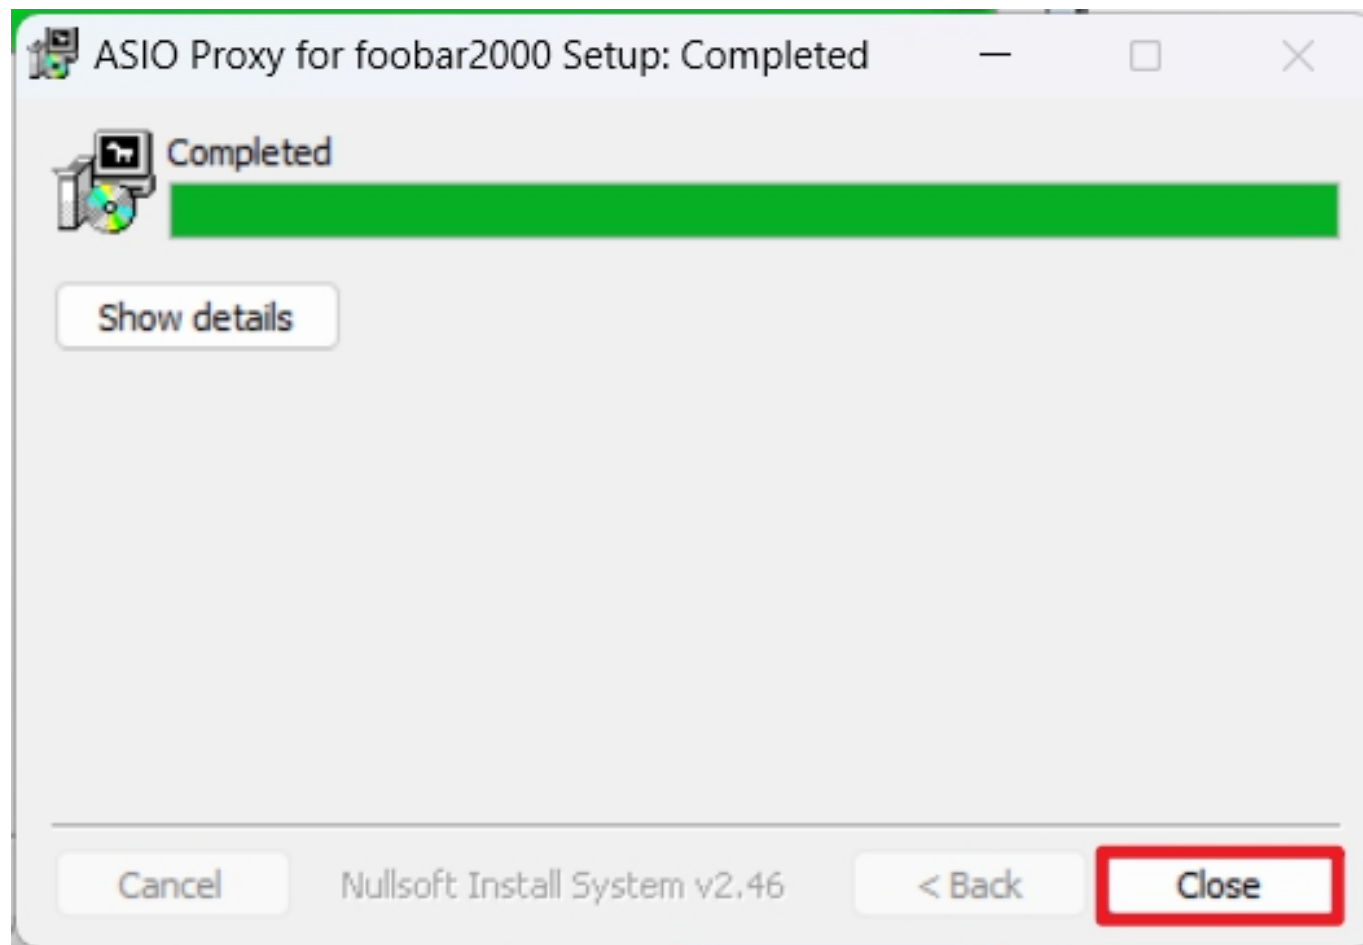 ASIO Proxy for foobar2000 Setup: Completed
Completed
Show details
Cancel
Nullsoft Install System v2.46
< Back
Close